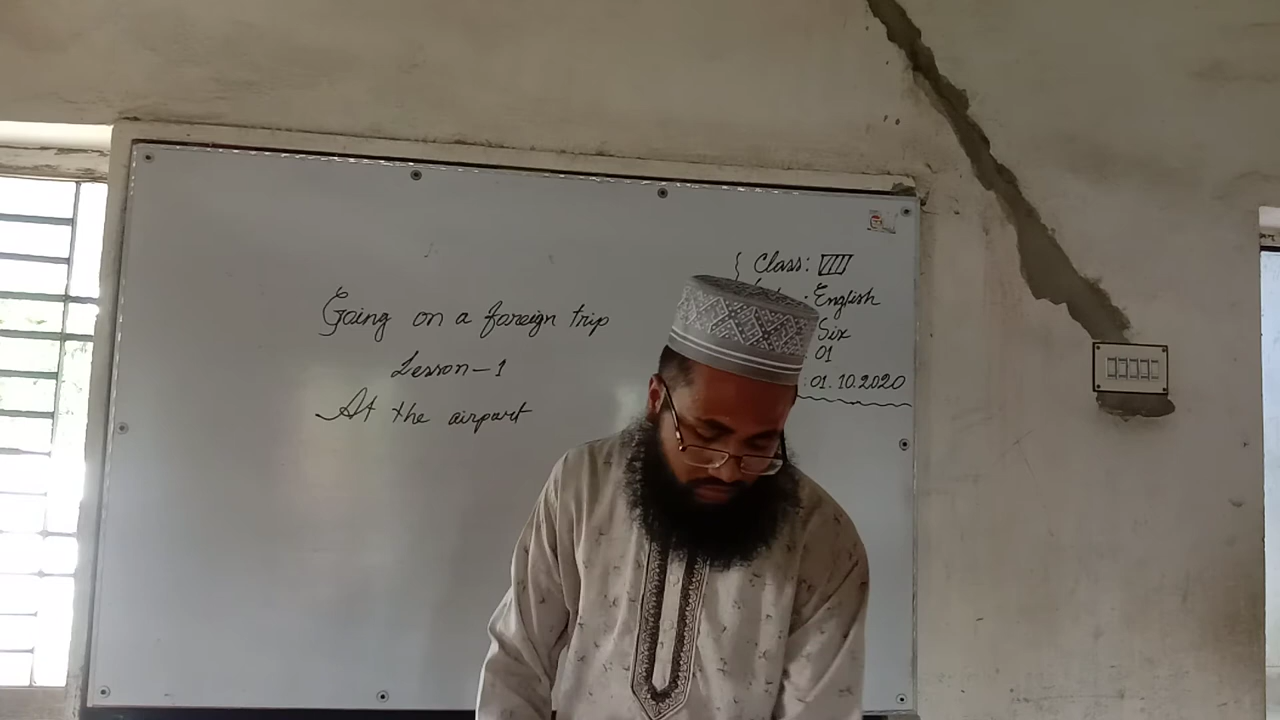 Going on a foreign trip
Lesson-1
At the airport
Class: VIII
: English
Six
01
: 01.10.2020